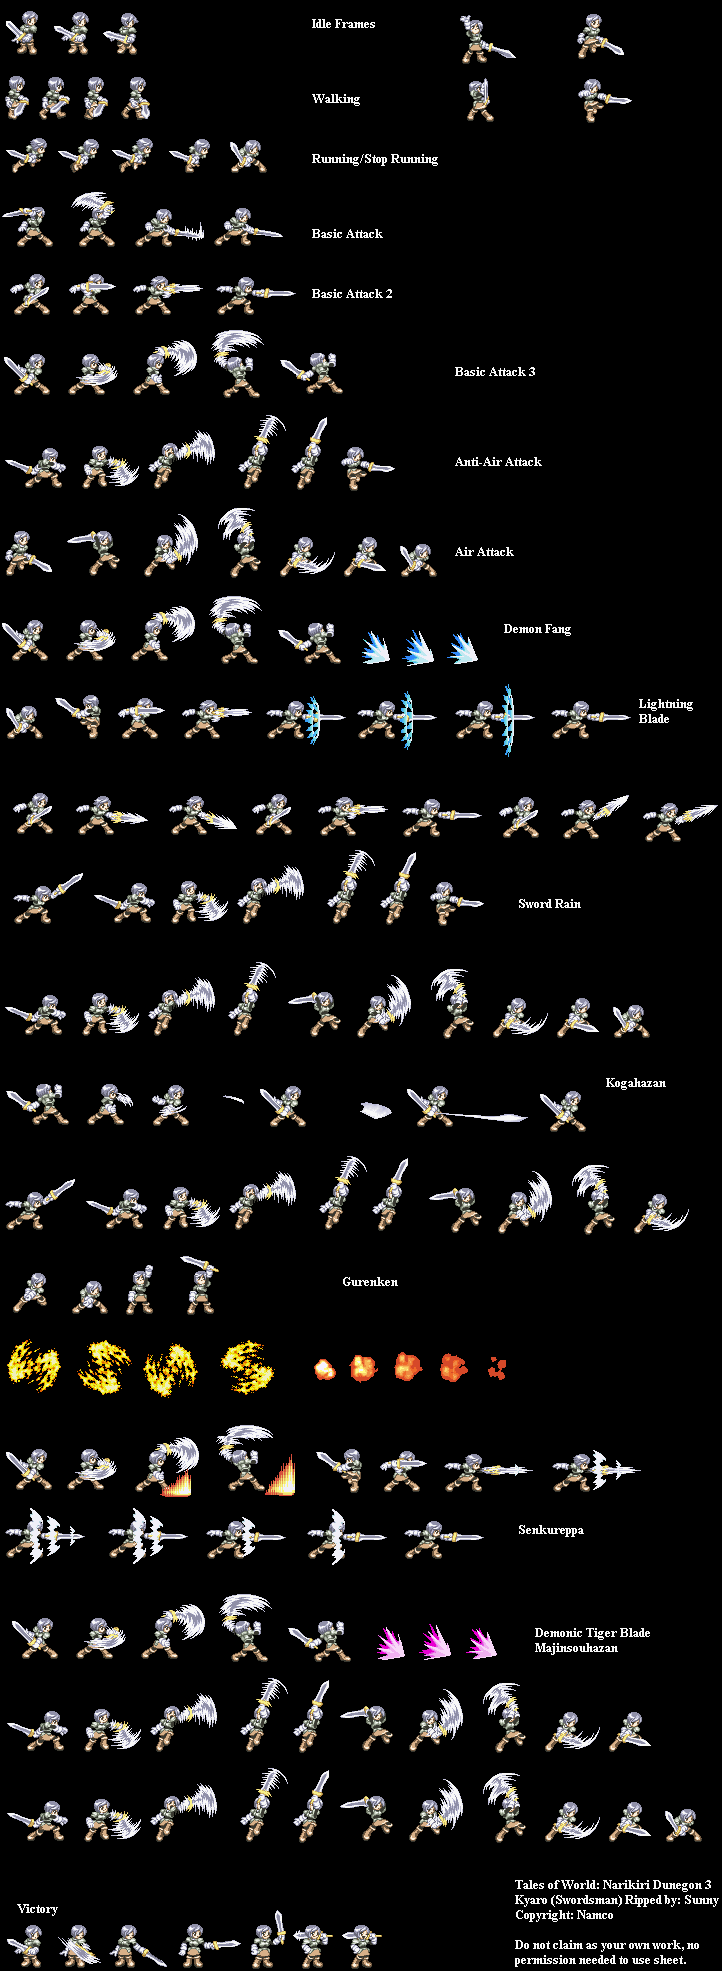 Idle Frames
Walking
Running/Stop Running
Basic Attack
Basic Attack 2
Basic Attack 3
Anti-Air Attack
Air Attack
Demon Fang
Lightning
Blade
Sword Rain
Kogahazan
Gurenken
Senkureppa
Demonic Tiger Blade
Majinsouhazan
Victory
Tales of World: Narikiri Dunegon 3
Kyaro (Swordsman) Ripped by: Sunny
Copyright: Namco
Do not claim as your own work, no
permission needed to use sheet.